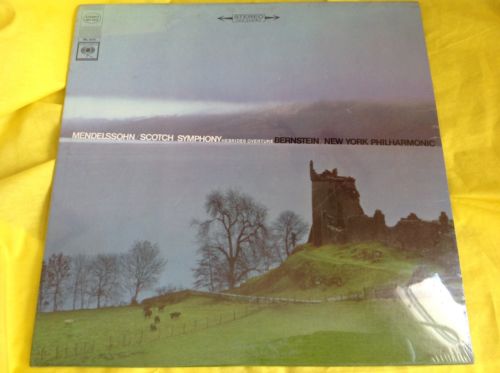 STEREO
MENDELSSOHN SCOTCH SYMPHONY HEBRIDES OVERTURE BERNSTEIN NEW YORK PHILHARMONIC